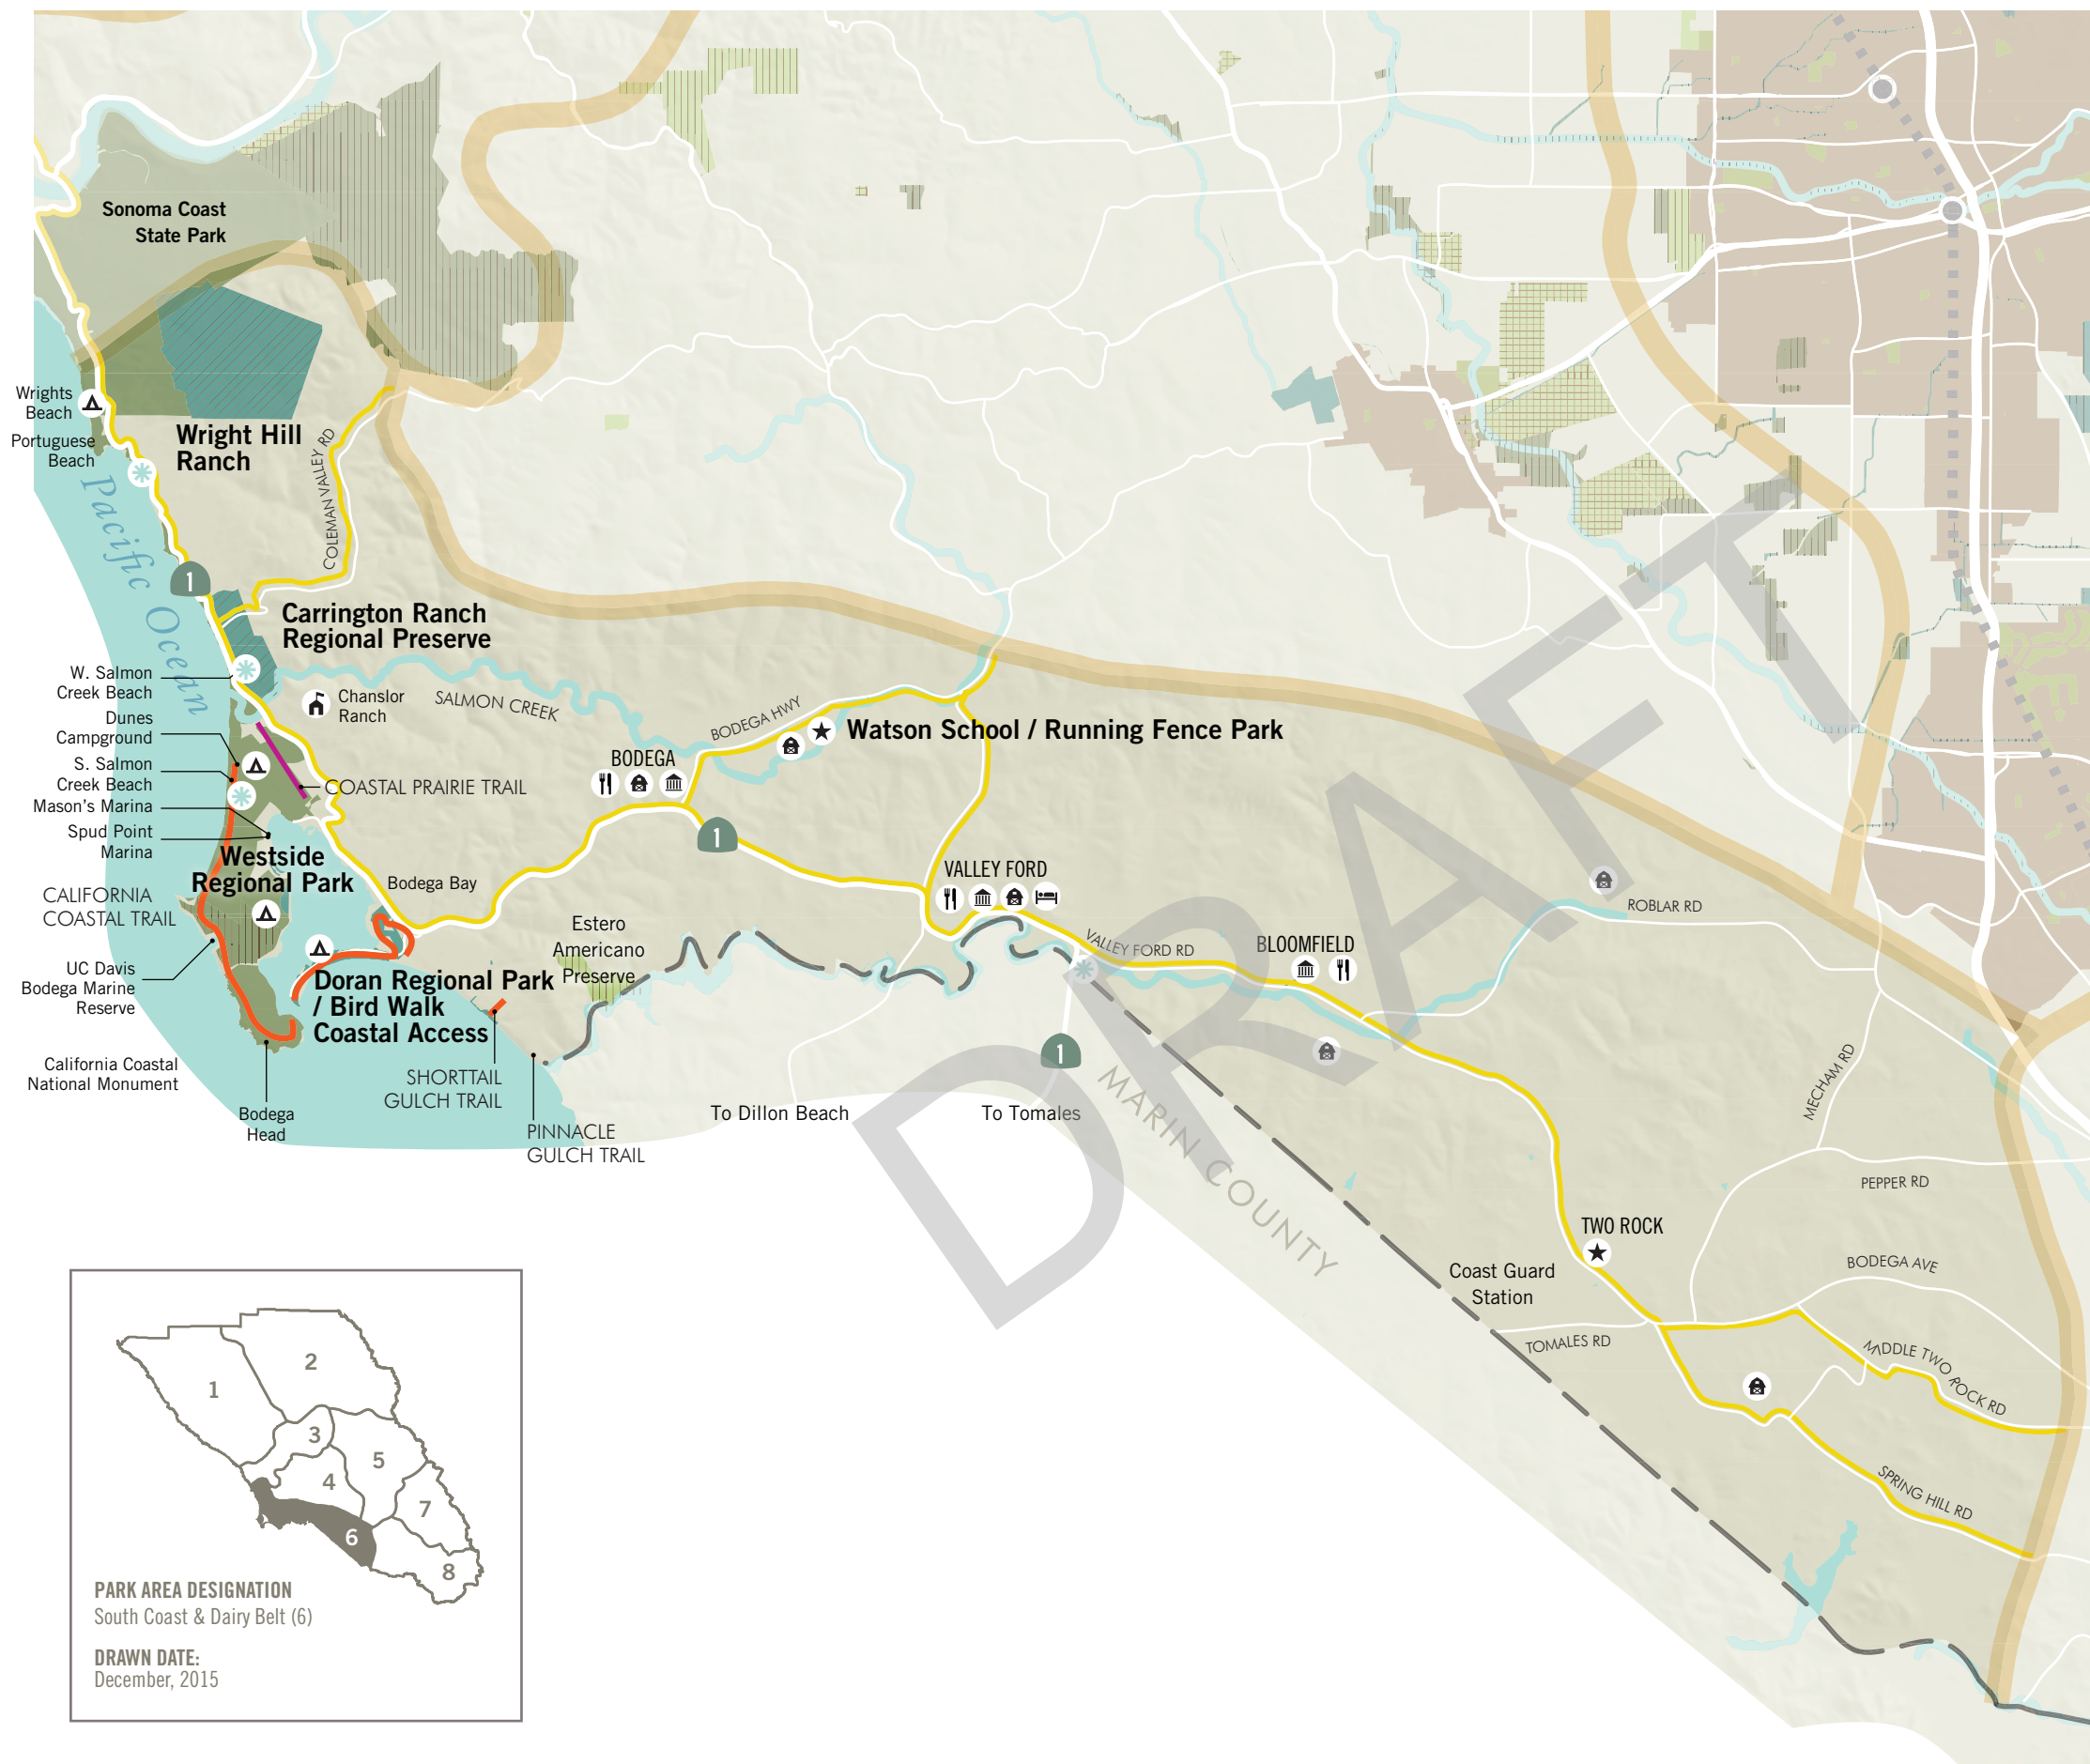 Sonoma Coast
State Park
Wrights
Beach
Portuguese
Beach
Wright Hill
Ranch
COLEMAN VALLEY RD
Pacific Ocean
1
Carrington Ranch
Regional Preserve
W. Salmon
Creek Beach
Dunes
Campground
S. Salmon
Creek Beach
Mason's Marina
Spud Point
Marina
Chanslor
Ranch
SALMON CREEK
BODEGA HWY
Watson School / Running Fence Park
BODEGA
COASTAL PRAIRIE TRAIL
1
Westside
Regional Park
Bodega Bay
CALIFORNIA
COASTAL TRAIL
VALLEY FORD
Estero
Americano
Preserve
VALLEY FORD RD
BLOOMFIELD
ROBLAR RD
UC Davis
Bodega Marine
Reserve
Doran Regional Park
/ Bird Walk
Coastal Access
1
California Coastal
National Monument
Bodega
Head
SHORTTAIL
GULCH TRAIL
PINNACLE
GULCH TRAIL
To Dillon Beach
To Tomales
MARIN COUNTY
DRAFT
MECHAM RD
PEPPER RD
TWO ROCK
BODEGA AVE
Coast Guard
Station
TOMALES RD
MIDDLE TWO ROCK RD
SPRING HILL RD
1
2
3
4
5
6
7
8
PARK AREA DESIGNATION
South Coast & Dairy Belt (6)
DRAWN DATE:
December, 2015